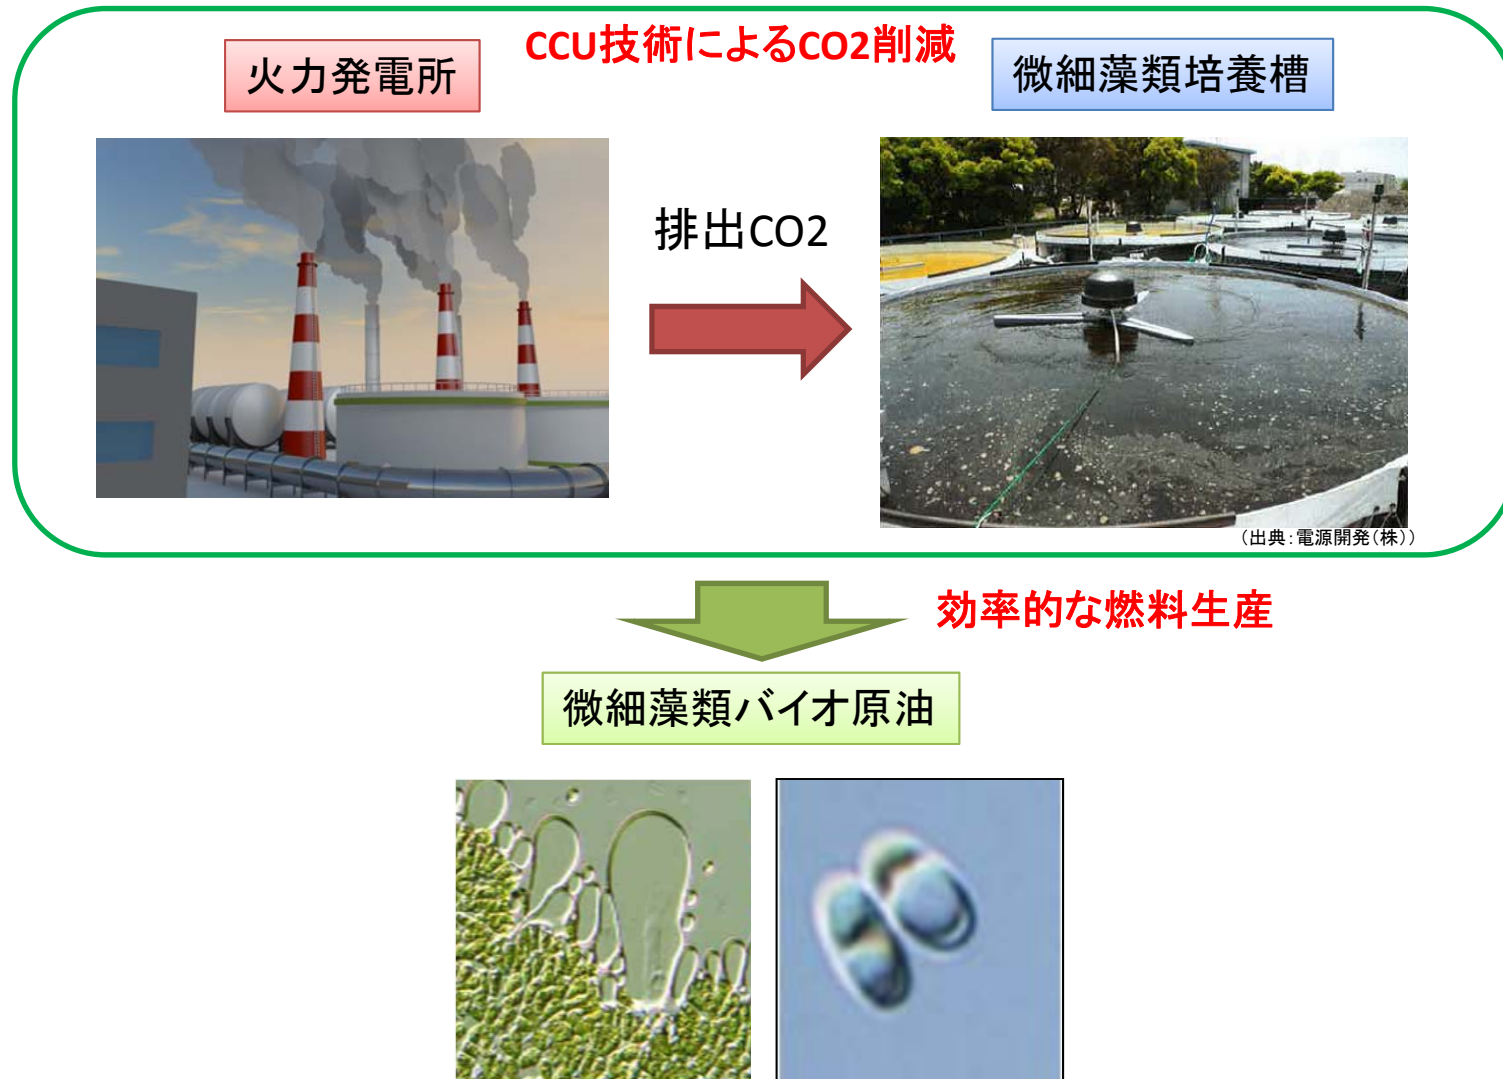 CCU技術によるCO2削減
火力発電所
微細藻類培養槽
排出CO2
（出典：電源開発（株））
効率的な燃料生産
微細藻類バイオ原油